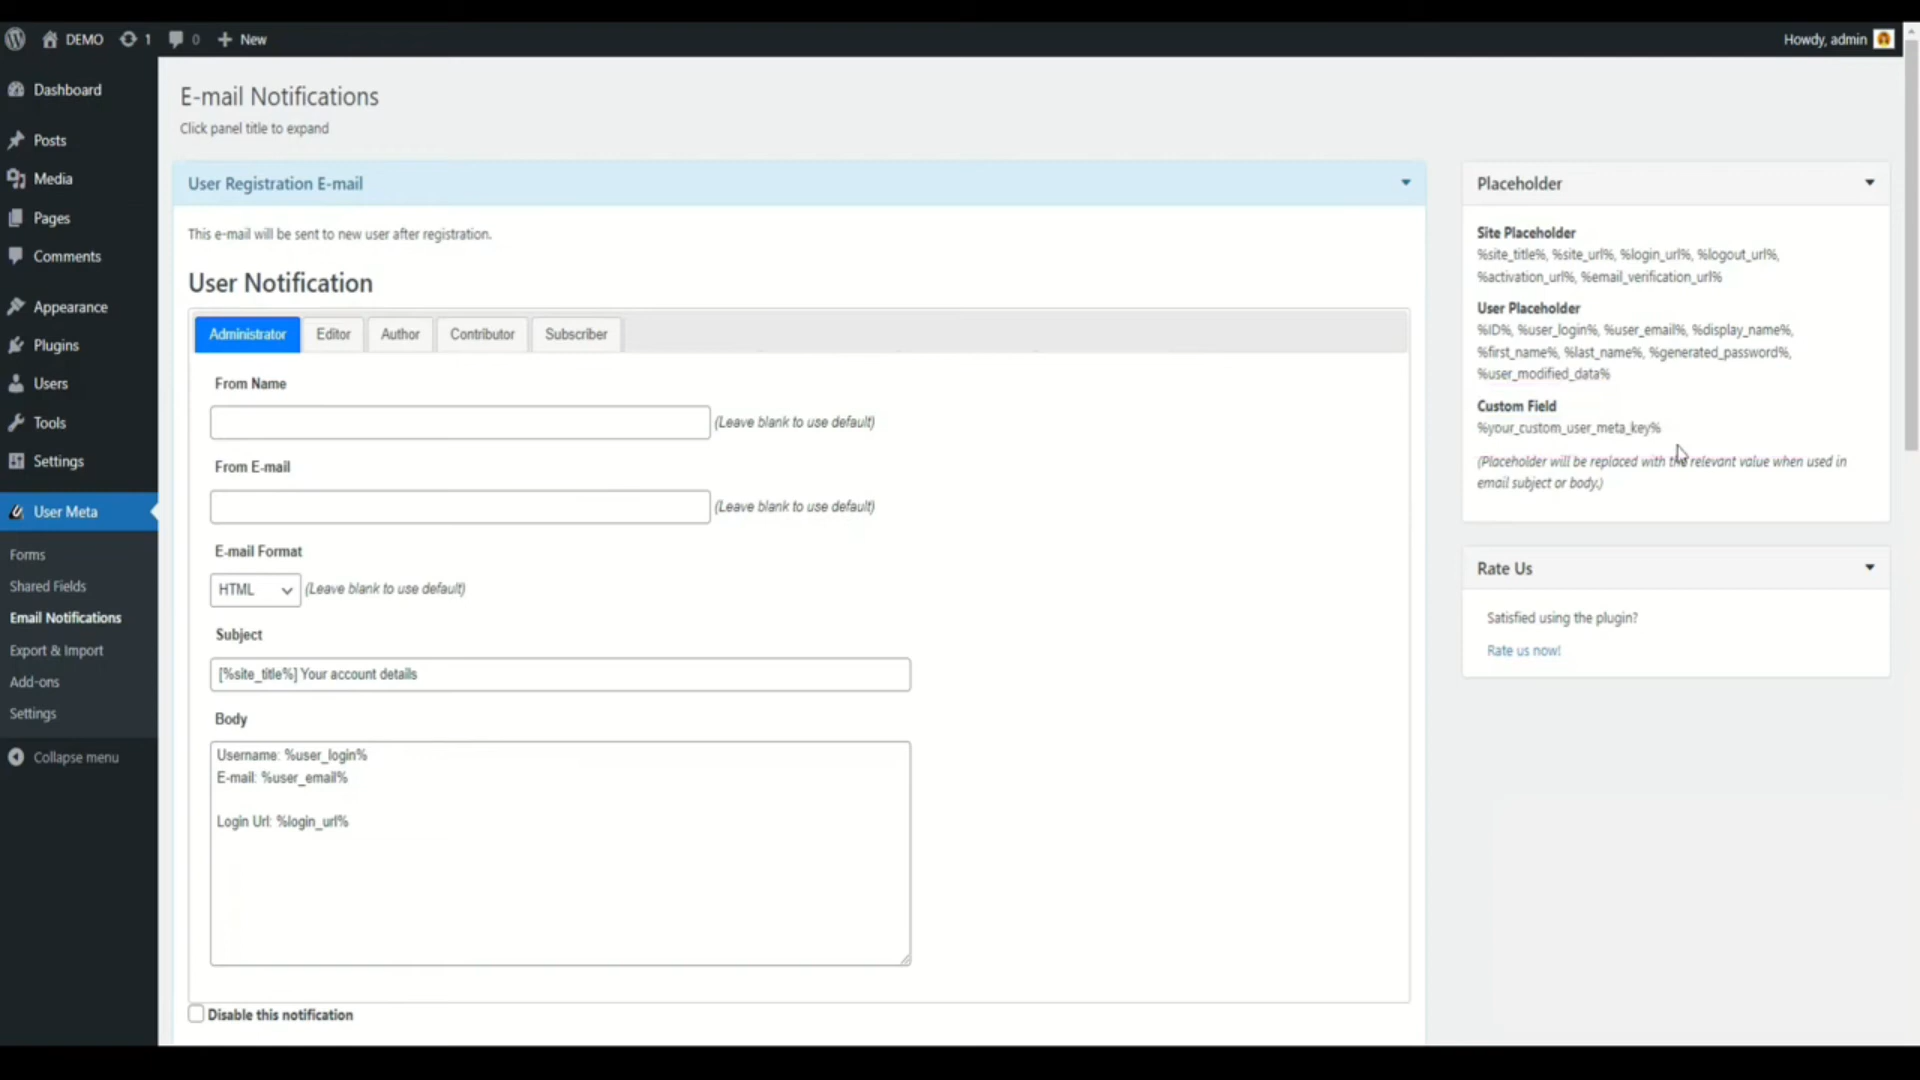 DEMO 1 0 New
Howdy, admin
Dashboard
Posts
Media
Pages
Comments
Appearance
Plugins
Users
Tools
Settings
User Meta
Forms
Shared Fields
Email Notifications
Export & Import
Add-ons
Settings
Collapse menu
E-mail Notifications
Click panel title to expand
User Registration E-mail
This e-mail will be sent to new user after registration.
User Notification
Administrator Editor Author Contributor Subscriber
From Name
(Leave blank to use default)
From E-mail
(Leave blank to use default)
E-mail Format
HTML (Leave blank to use default)
Subject
[%site_title%] Your account details
Body
Username: %user_login%
E-mail: %user_email%
Login Url: %login_url%
Disable this notification
Placeholder
Site Placeholder
%site_title%, %site_url%, %login_url%, %logout_url%,
%activation_url%, %email_verification_url%
User Placeholder
%ID%, %user_login%, %user_email%, %display_name%,
%first_name%, %last_name%, %generated_password%,
%user_modified_data%
Custom Field
%your_custom_user_meta_key%
(Placeholder will be replaced with the relevant value when used in
email subject or body.)
Rate Us
Satisfied using the plugin?
Rate us now!